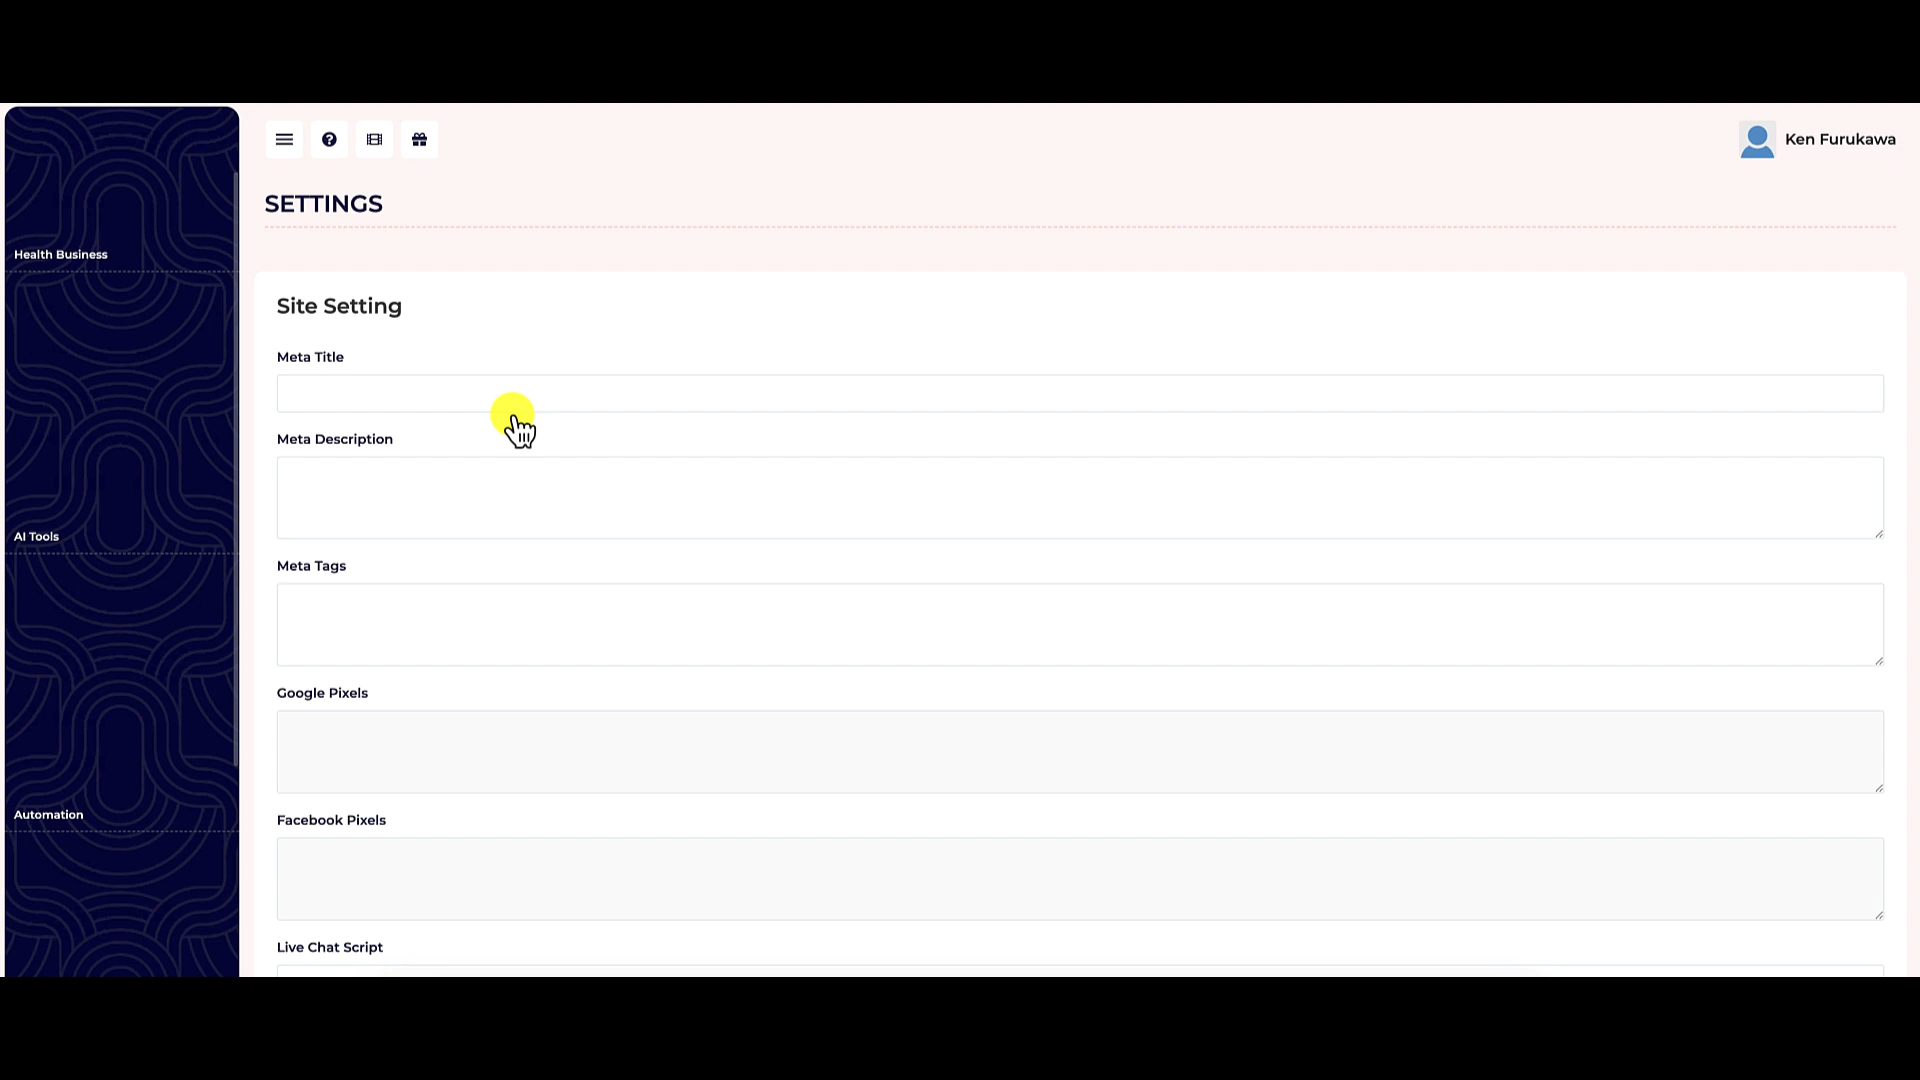 Ken Furukawa
SETTINGS
Health Business
AI Tools
Automation
Site Setting
Meta Title
Meta Description
Meta Tags
Google Pixels
Facebook Pixels
Live Chat Script